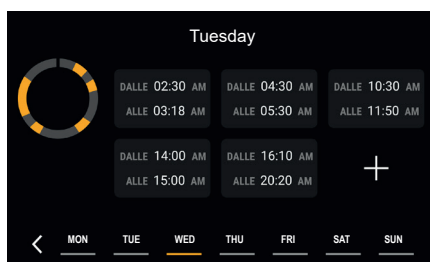 Tuesday
DALLE 02:30 AM DALLE 04:30 AM DALLE 10:30 AM
ALLE 03:18 AM ALLE 05:30 AM ALLE 11:50 AM
DALLE 14:00 AM DALLE 16:10 AM
ALLE 15:00 AM ALLE 20:20 AM
MON TUE WED THU FRI SAT SUN